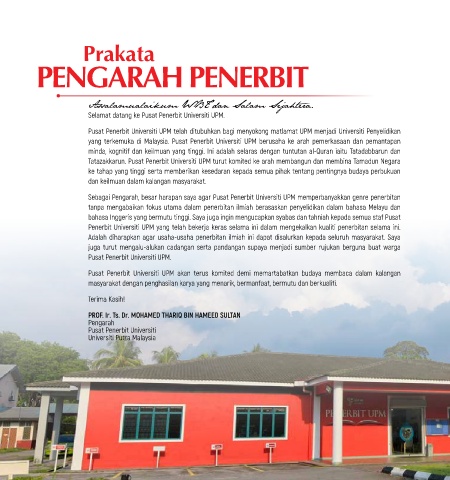 Prakata
PENGARAH PENERBIT
Assalamualaikum WBT dan Salam Sejahtera.
Selamat datang ke Pusat Penerbit Universiti UPM.
Pusat Penerbit Universiti UPM telah ditubuhkan bagi menyokong matlamat UPM menjadi Universiti Penyelidikan
yang terkemuka di Malaysia. Pusat Penerbit Universiti UPM berusaha ke arah pemerkasaan dan pemantapan
minda, kognitif dan keilmuan yang tinggi. Ini adalah selaras dengan tuntutan al-Quran iaitu Tatadabbarun dan
Tatazakkarun. Pusat Penerbit Universiti UPM turut komited ke arah membangun dan membina Tamadun Negara
ke tahap yang tinggi serta memberikan kesedaran kepada semua pihak tentang pentingnya budaya perbukuan
dan keilmuan dalam kalangan masyarakat.
Sebagai Pengarah, besar harapan saya agar Pusat Penerbit Universiti UPM memperbanyakkan genre penerbitan
tanpa mengabaikan fokus utama dalam penerbitan ilmiah berasaskan penyelidikan dalam bahasa Melayu dan
bahasa Inggeris yang bermutu tinggi. Saya juga ingin mengucapkan syabas dan tahniah kepada semua staf Pusat
Penerbit Universiti UPM yang telah bekerja keras selama ini dalam mengekalkan kualiti penerbitan selama ini.
Adalah diharapkan agar usaha-usaha penerbitan ilmiah ini dapat disalurkan kepada seluruh masyarakat. Saya
juga turut mengalu-alukan cadangan serta pandangan supaya menjadi sumber rujukan berguna buat warga
Pusat Penerbit Universiti UPM.
Pusat Penerbit Universiti UPM akan terus komited demi memartabatkan budaya membaca dalam kalangan
masyarakat dengan penghasilan karya yang menarik, bermanfaat, bermutu dan berkualiti.
Terima Kasih!
PROF. Ir. Ts. Dr. MOHAMED THARIQ BIN HAMEED SULTAN
Pengarah
Pusat Penerbit Universiti
Universiti Putra Malaysia
PENERBIT UPM